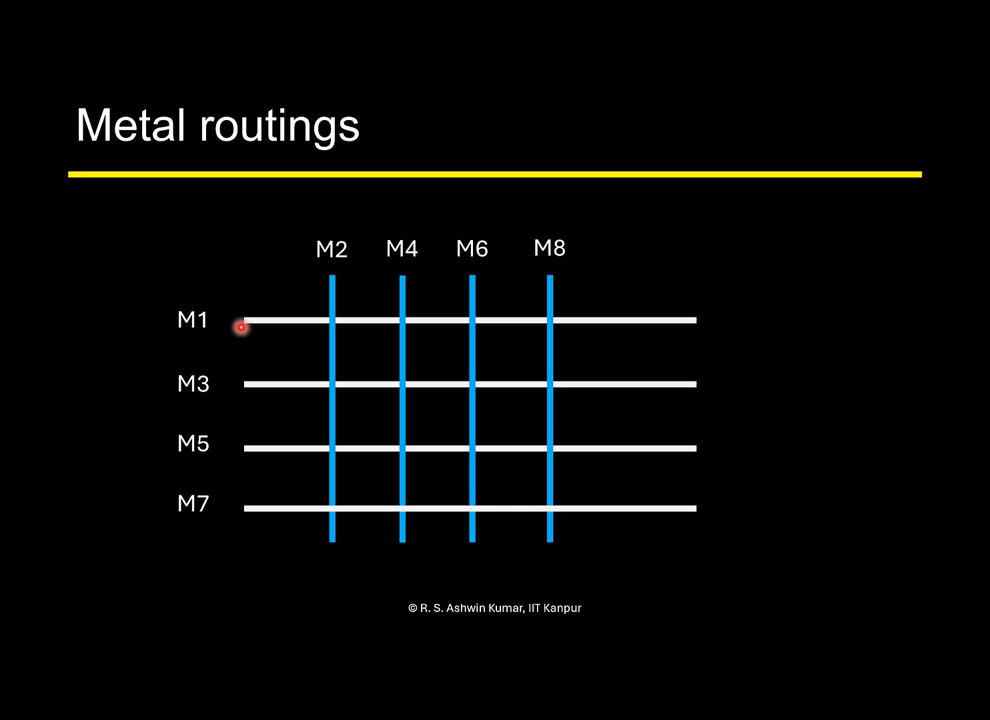 Metal routings
M2 M4 M6 M8
M1
M3
M5
M7
© R. S. Ashwin Kumar, IIT Kanpur